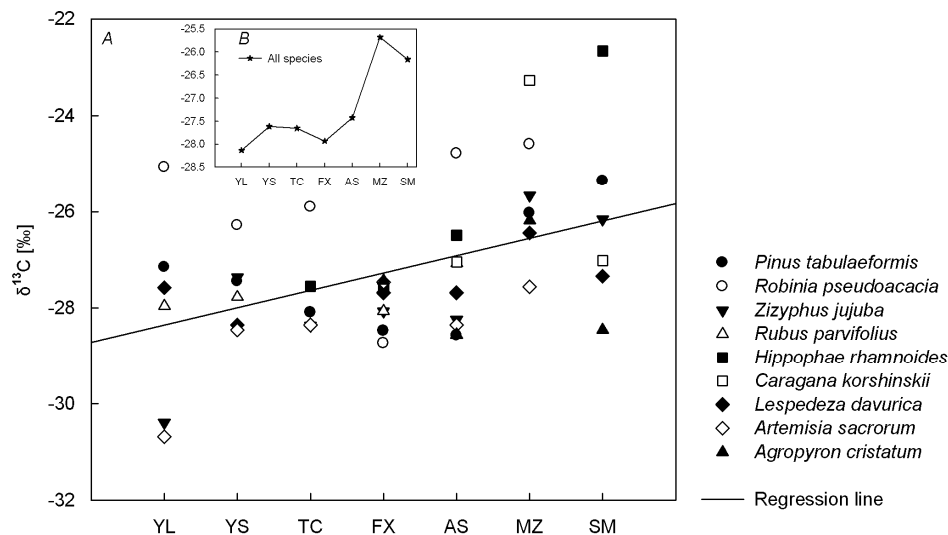 A
B
-25.5
-26.0
-26.5
-27.0
-27.5
-28.0
-28.5
All species
YL YS TC FX AS MZ SM
-22
-24
-26
-28
-30
-32
δ¹³C [‰]
YL YS TC FX AS MZ SM
Pinus tabulaeformis
Robinia pseudoacacia
Zizyphus jujuba
Rubus parvifolius
Hippophae rhamnoides
Caragana korshinskii
Lespedeza davurica
Artemisia sacrorum
Agropyron cristatum
Regression line